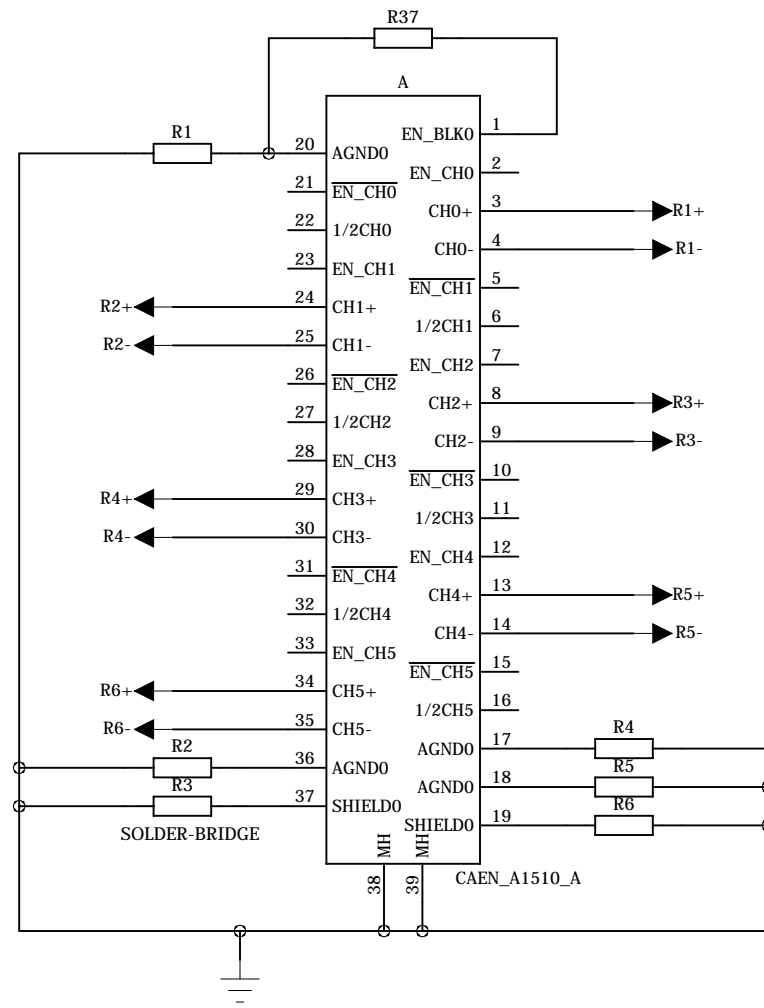 R37
A
R1
20 AGND0
EN_BLK0 1
21 EN_CH0
EN_CH0 2
22 1/2CH0
CH0+ 3 R1+
23 EN_CH1
CH0- 4 R1-
R2+ 24 CH1+
EN_CH1 5
R2- 25 CH1-
1/2CH1 6
26 EN_CH2
EN_CH2 7
27 1/2CH2
CH2+ 8 R3+
28 EN_CH3
CH2- 9 R3-
R4+ 29 CH3+
EN_CH3 10
R4- 30 CH3-
1/2CH3 11
31 EN_CH4
EN_CH4 12
32 1/2CH4
CH4+ 13 R5+
33 EN_CH5
CH4- 14 R5-
R6+ 34 CH5+
EN_CH5 15
R6- 35 CH5-
1/2CH5 16
R2
36 AGND0
AGND0 17 R4
R3
37 SHIELD0
AGND0 18 R5
SOLDER-BRIDGE
SHIELD0 19 R6
MH MH
38 39
CAEN_A1510_A